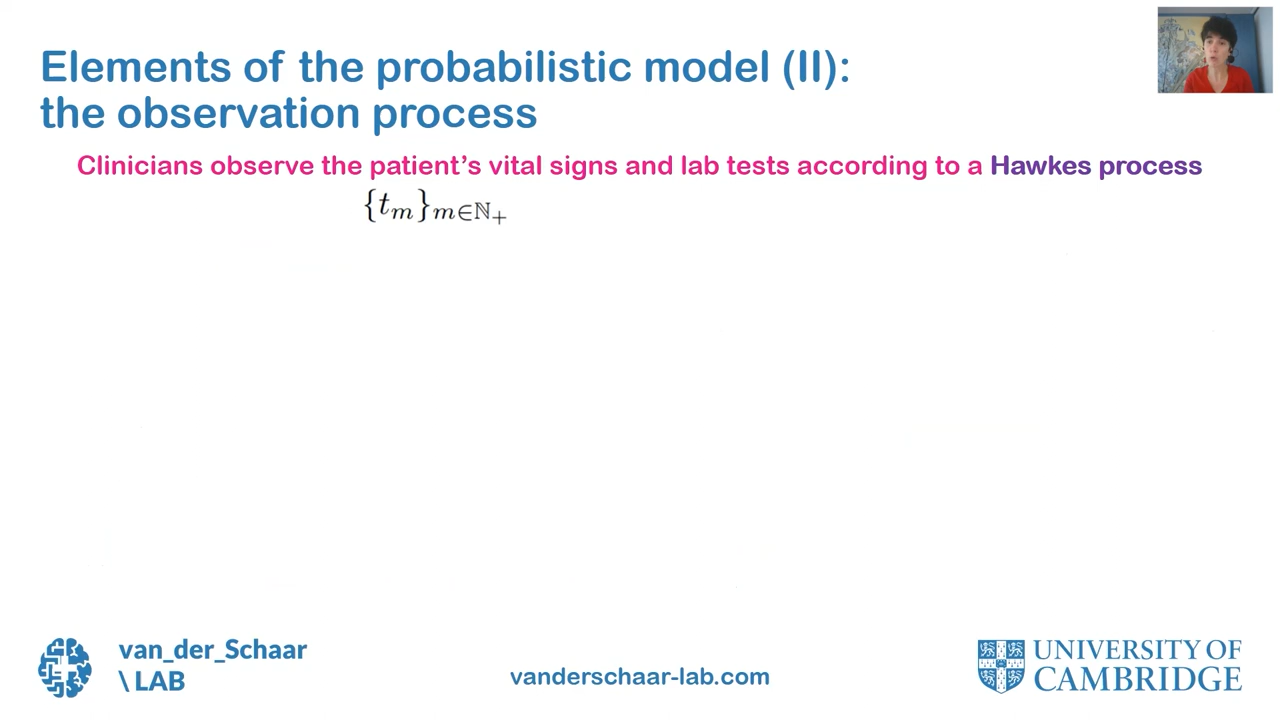 Elements of the probabilistic model (II):
the observation process
Clinicians observe the patient’s vital signs and lab tests according to a Hawkes process
{tₘ}ₘ∈ℕ₊
van_der_Schaar
\ LAB
vanderschaar-lab.com
UNIVERSITY OF
CAMBRIDGE